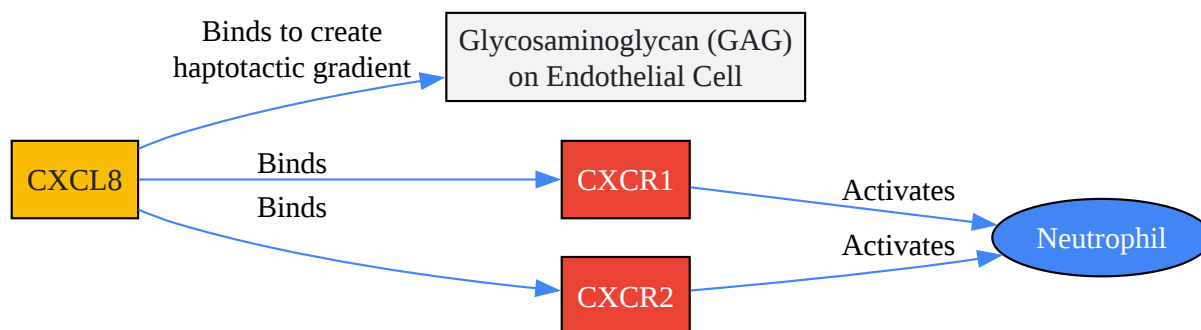 Binds to create
haptotactic gradient
Glycosaminoglycan (GAG)
on Endothelial Cell
CXCL8
Binds
CXCR1
Activates
Binds
CXCR2
Activates
Neutrophil